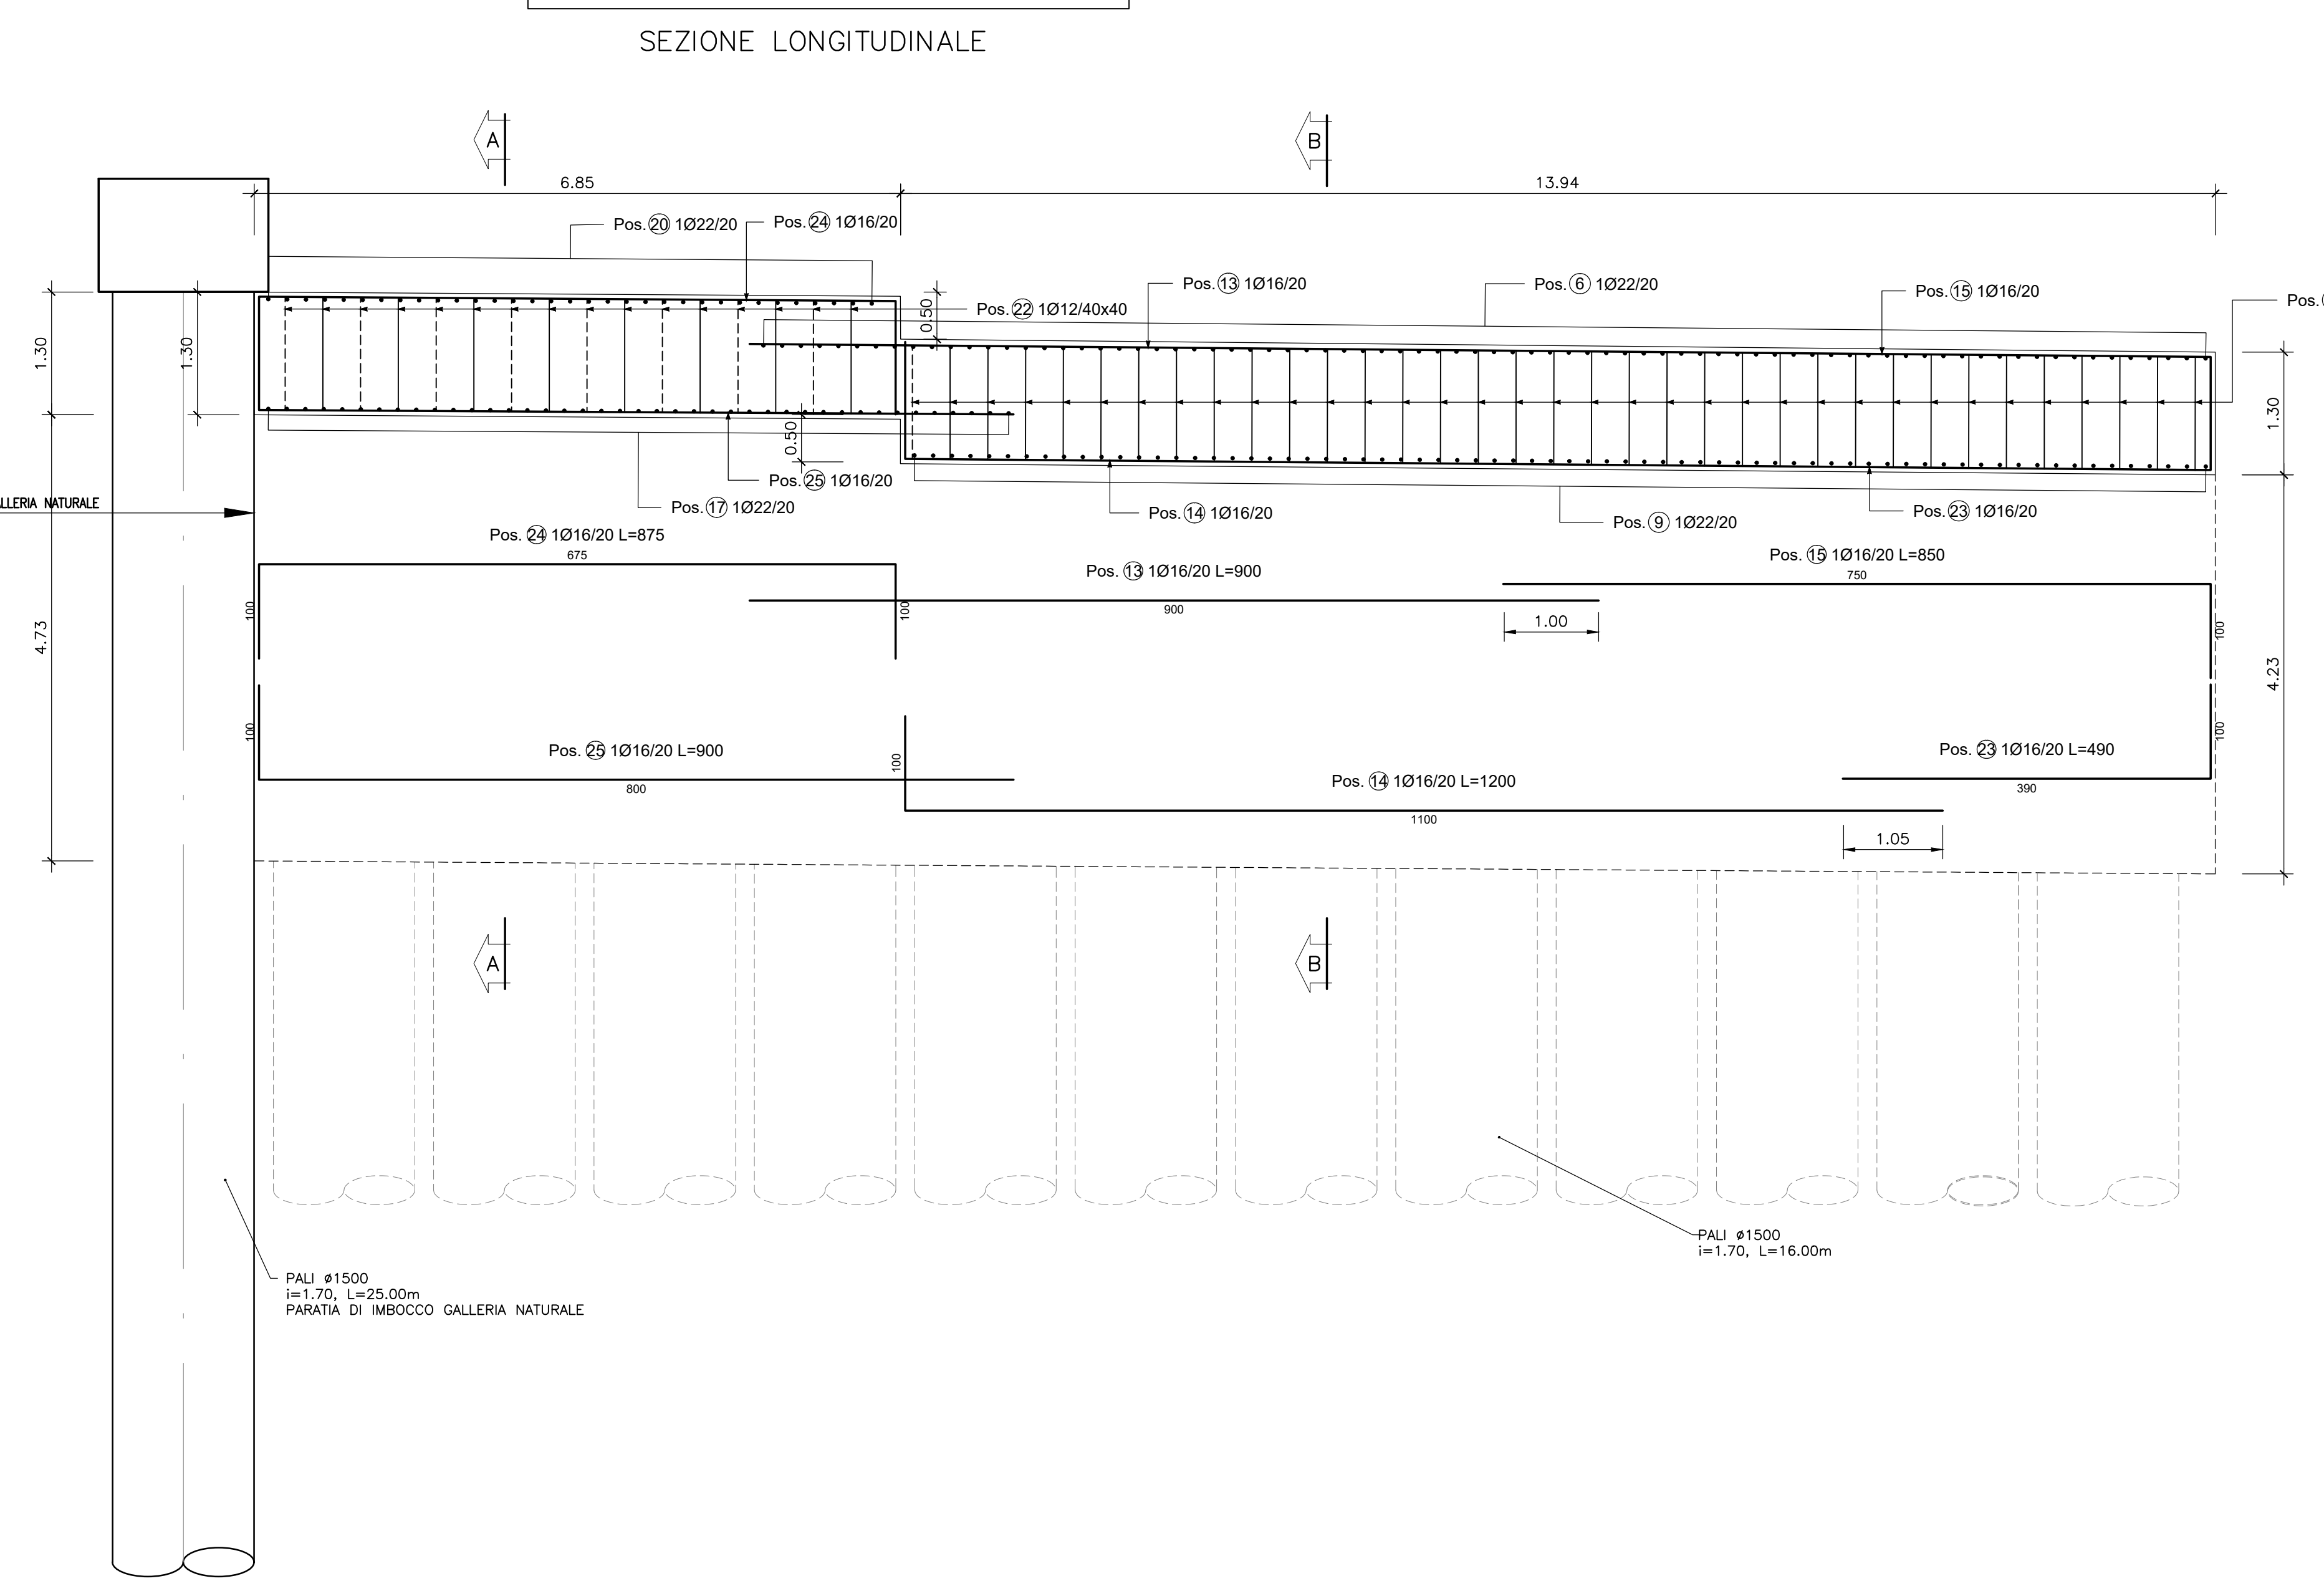 SEZIONE LONGITUDINALE
A
B
6.85
13.94
Pos. 20 1Ø22/20
Pos. 24 1Ø16/20
Pos. 13 1Ø16/20
Pos. 6 1Ø22/20
Pos. 15 1Ø16/20
Pos.
Pos. 22 1Ø12/40x40
0.50
1.30
1.30
1.30
0.50
Pos. 25 1Ø16/20
Pos. 17 1Ø22/20
Pos. 14 1Ø16/20
Pos. 9 1Ø22/20
Pos. 23 1Ø16/20
GALLERIA NATURALE
Pos. 24 1Ø16/20 L=875
675
100
100
Pos. 13 1Ø16/20 L=900
900
Pos. 15 1Ø16/20 L=850
750
100
1.00
4.73
4.23
100
Pos. 25 1Ø16/20 L=900
800
100
Pos. 14 1Ø16/20 L=1200
1100
Pos. 23 1Ø16/20 L=490
390
100
1.05
A
B
PALI ø1500
i=1.70, L=16.00m
PALI ø1500
i=1.70, L=25.00m
PARATIA DI IMBOCCO GALLERIA NATURALE